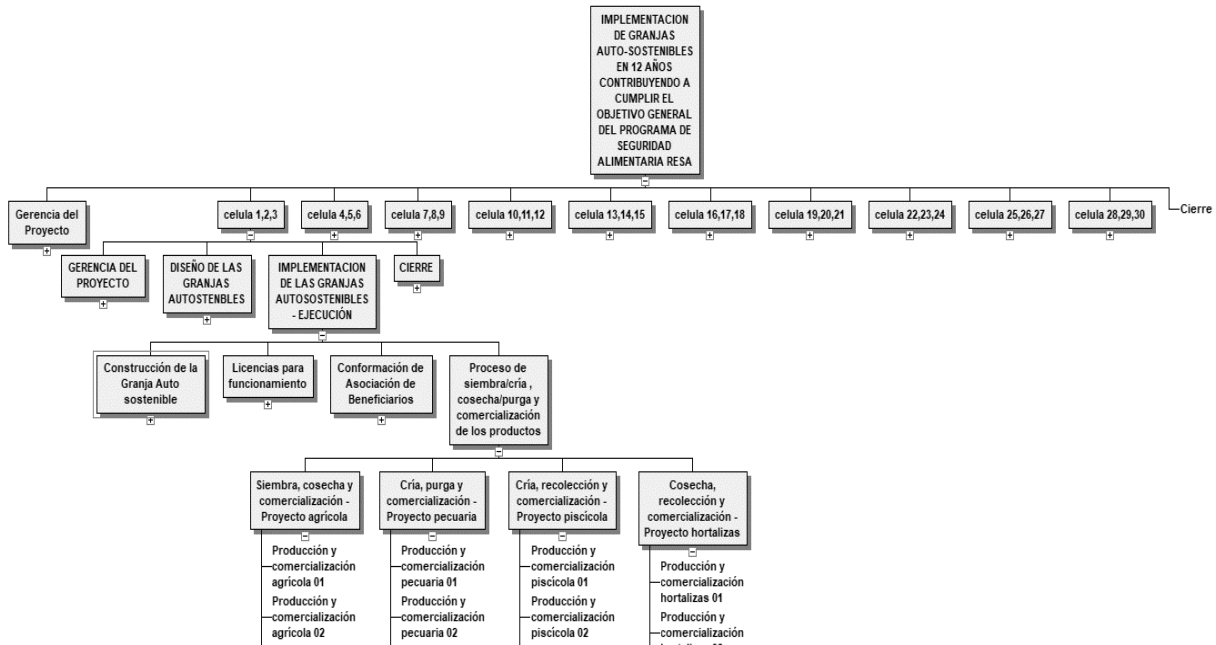 IMPLEMENTACION
DE GRANJAS
AUTO-SOSTENIBLES
EN 12 AÑOS
CONTRIBUYENDO A
CUMPLIR EL
OBJETIVO GENERAL
DEL PROGRAMA DE
SEGURIDAD
ALIMENTARIA RESA
Gerencia del
Proyecto
celula 1,2,3
celula 4,5,6
celula 7,8,9
celula 10,11,12
celula 13,14,15
celula 16,17,18
celula 19,20,21
celula 22,23,24
celula 25,26,27
celula 28,29,30
Cierre
GERENCIA DEL
PROYECTO
DISEÑO DE LAS
GRANJAS
AUTOSTENBLES
IMPLEMENTACION
DE LAS GRANJAS
AUTOSOSTENIBLES
- EJECUCIÓN
CIERRE
Construcción de la
Granja Auto
sostenible
Licencias para
funcionamiento
Conformación de
Asociación de
Beneficiarios
Proceso de
siembra/cría ,
cosecha/purga y
comercialización
de los productos
Siembra, cosecha y
comercialización -
Proyecto agrícola
Cría, purga y
comercialización -
Proyecto pecuaria
Cría, recolección y
comercialización -
Proyecto piscícola
Cosecha,
recolección y
comercialización -
Proyecto hortalizas
Producción y
comercialización
agrícola 01
Producción y
comercialización
agrícola 02
Producción y
comercialización
pecuaria 01
Producción y
comercialización
pecuaria 02
Producción y
comercialización
piscícola 01
Producción y
comercialización
piscícola 02
Producción y
comercialización
hortalizas 01
Producción y
comercialización